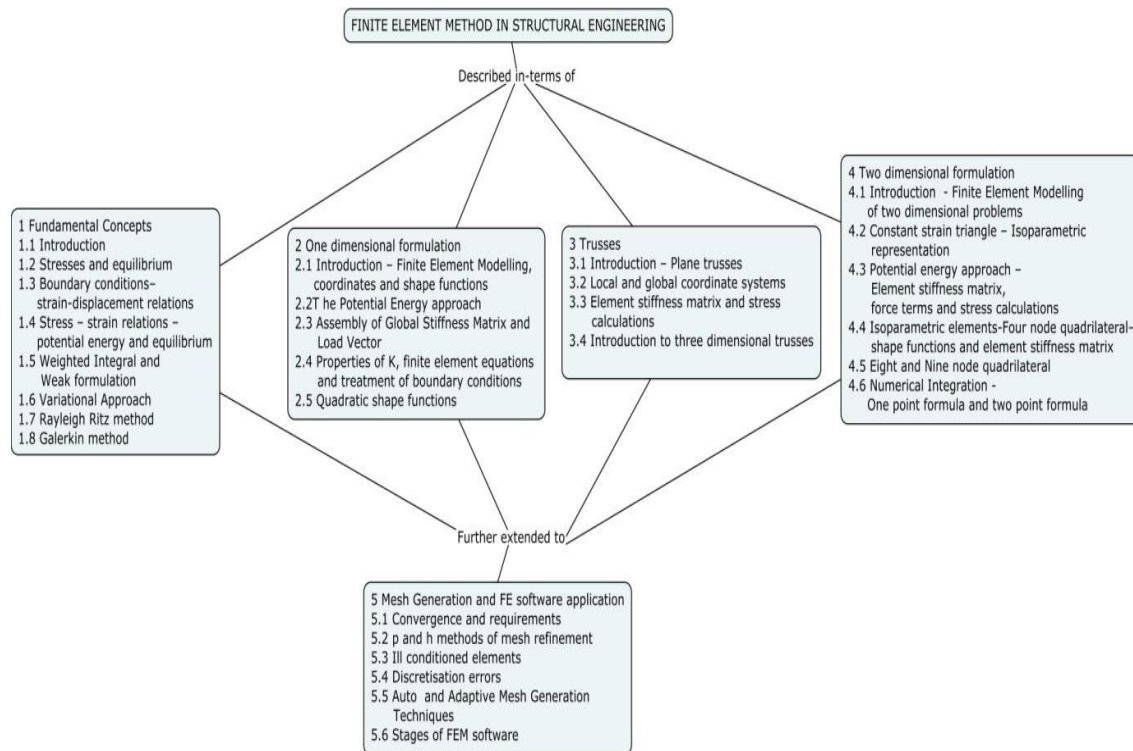 FINITE ELEMENT METHOD IN STRUCTURAL ENGINEERING
Described in-terms of
1 Fundamental Concepts
1.1 Introduction
1.2 Stresses and equilibrium
1.3 Boundary conditions–
strain-displacement relations
1.4 Stress – strain relations –
potential energy and equilibrium
1.5 Weighted Integral and
Weak formulation
1.6 Variational Approach
1.7 Rayleigh Ritz method
1.8 Galerkin method
2 One dimensional formulation
2.1 Introduction – Finite Element Modelling,
coordinates and shape functions
2.2T he Potential Energy approach
2.3 Assembly of Global Stiffness Matrix and
Load Vector
2.4 Properties of K, finite element equations
and treatment of boundary conditions
2.5 Quadratic shape functions
3 Trusses
3.1 Introduction – Plane trusses
3.2 Local and global coordinate systems
3.3 Element stiffness matrix and stress
calculations
3.4 Introduction to three dimensional trusses
4 Two dimensional formulation
4.1 Introduction - Finite Element Modelling
of two dimensional problems
4.2 Constant strain triangle – Isoparametric
representation
4.3 Potential energy approach –
Element stiffness matrix,
force terms and stress calculations
4.4 Isoparametric elements-Four node quadrilateral-
shape functions and element stiffness matrix
4.5 Eight and Nine node quadrilateral
4.6 Numerical Integration -
One point formula and two point formula
Further extended to
5 Mesh Generation and FE software application
5.1 Convergence and requirements
5.2 p and h methods of mesh refinement
5.3 Ill conditioned elements
5.4 Discretisation errors
5.5 Auto and Adaptive Mesh Generation
Techniques
5.6 Stages of FEM software